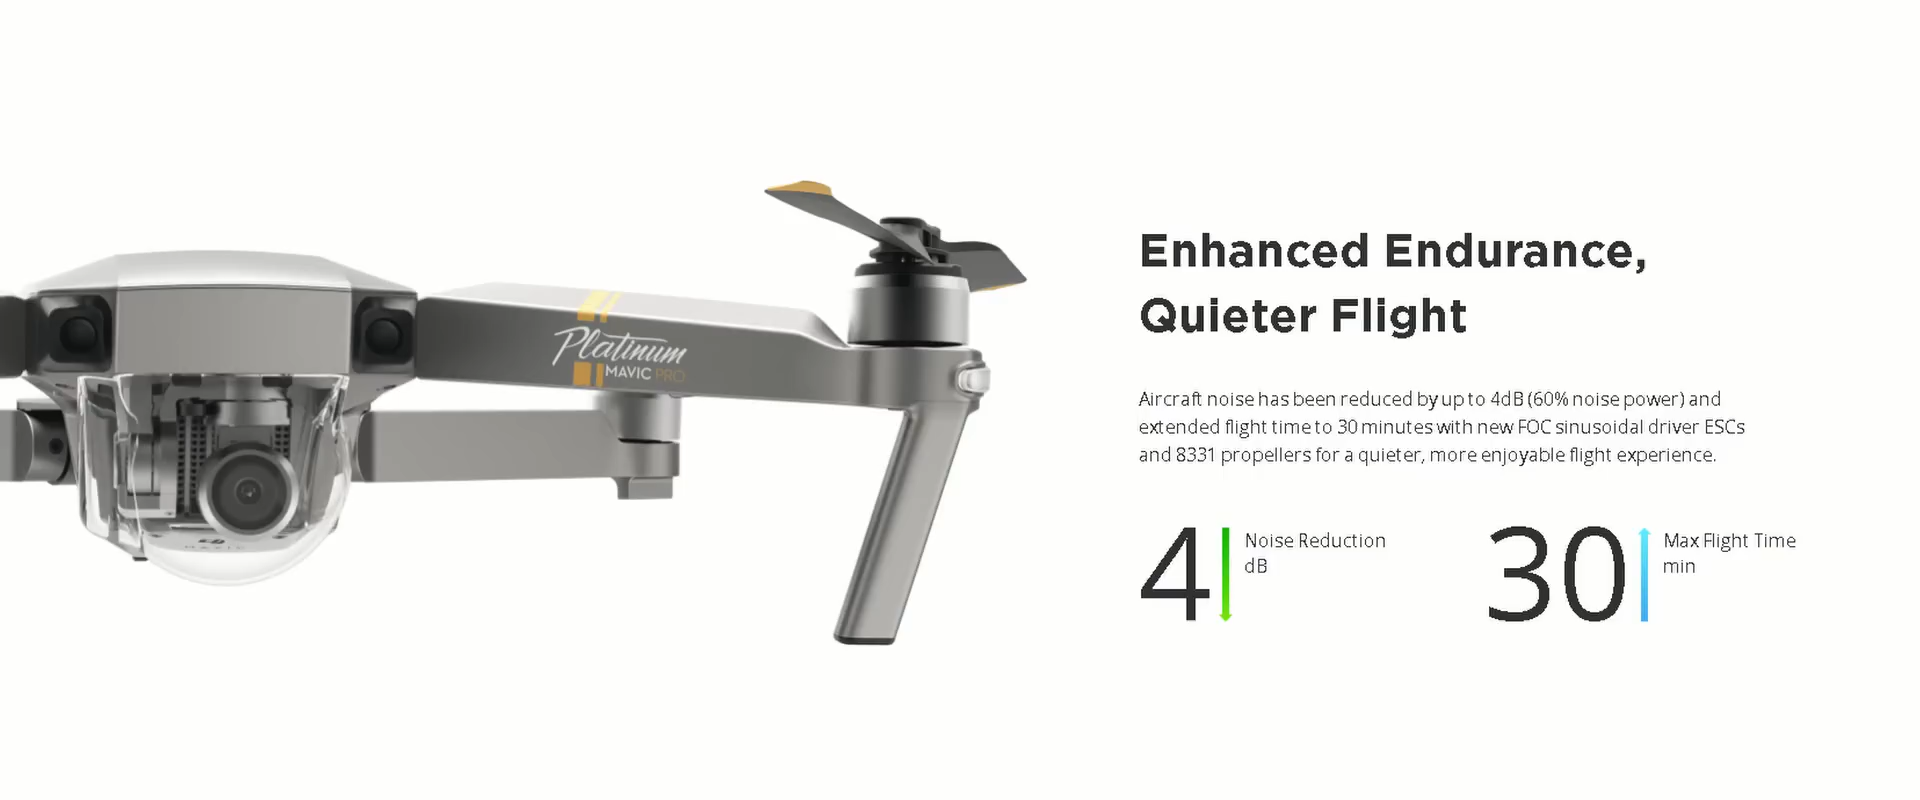 Platinum
MAVIC PRO
Enhanced Endurance,
Quieter Flight
Aircraft noise has been reduced by up to 4dB (60% noise power) and
extended flight time to 30 minutes with new FOC sinusoidal driver ESCs
and 8331 propellers for a quieter, more enjoyable flight experience.
4
Noise Reduction
dB
30
Max Flight Time
min